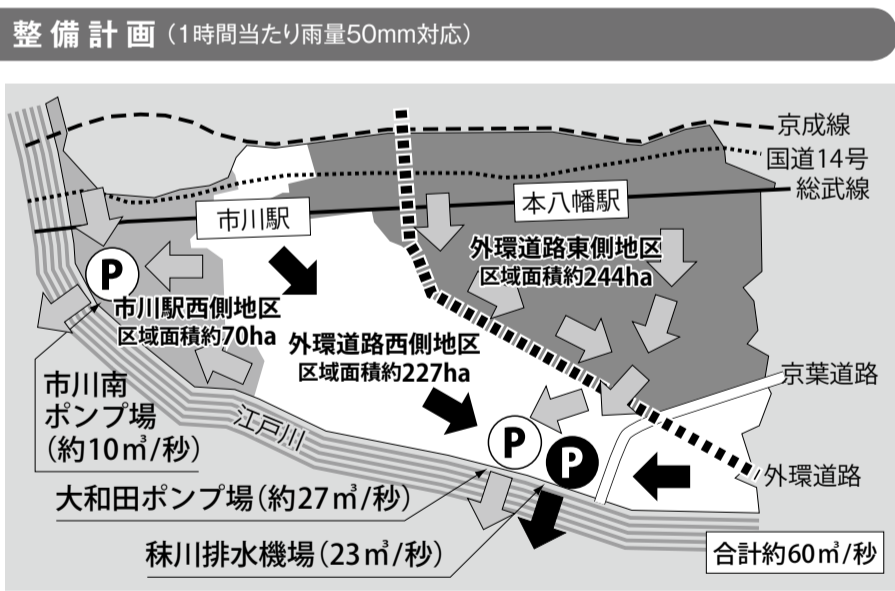 整備計画(1時間当たり雨量50mm対応)
京成線
国道14号
総武線
市川駅
本八幡駅
外環道路東側地区
区域面積約244ha
P
市川駅西側地区
区域面積約70ha
外環道路西側地区
区域面積約227ha
京葉道路
市川南
ポンプ場
(約10㎥/秒)
江戸川
P
P
外環道路
大和田ポンプ場(約27㎥/秒)
秣川排水機場(23㎥/秒)
合計約60㎥/秒